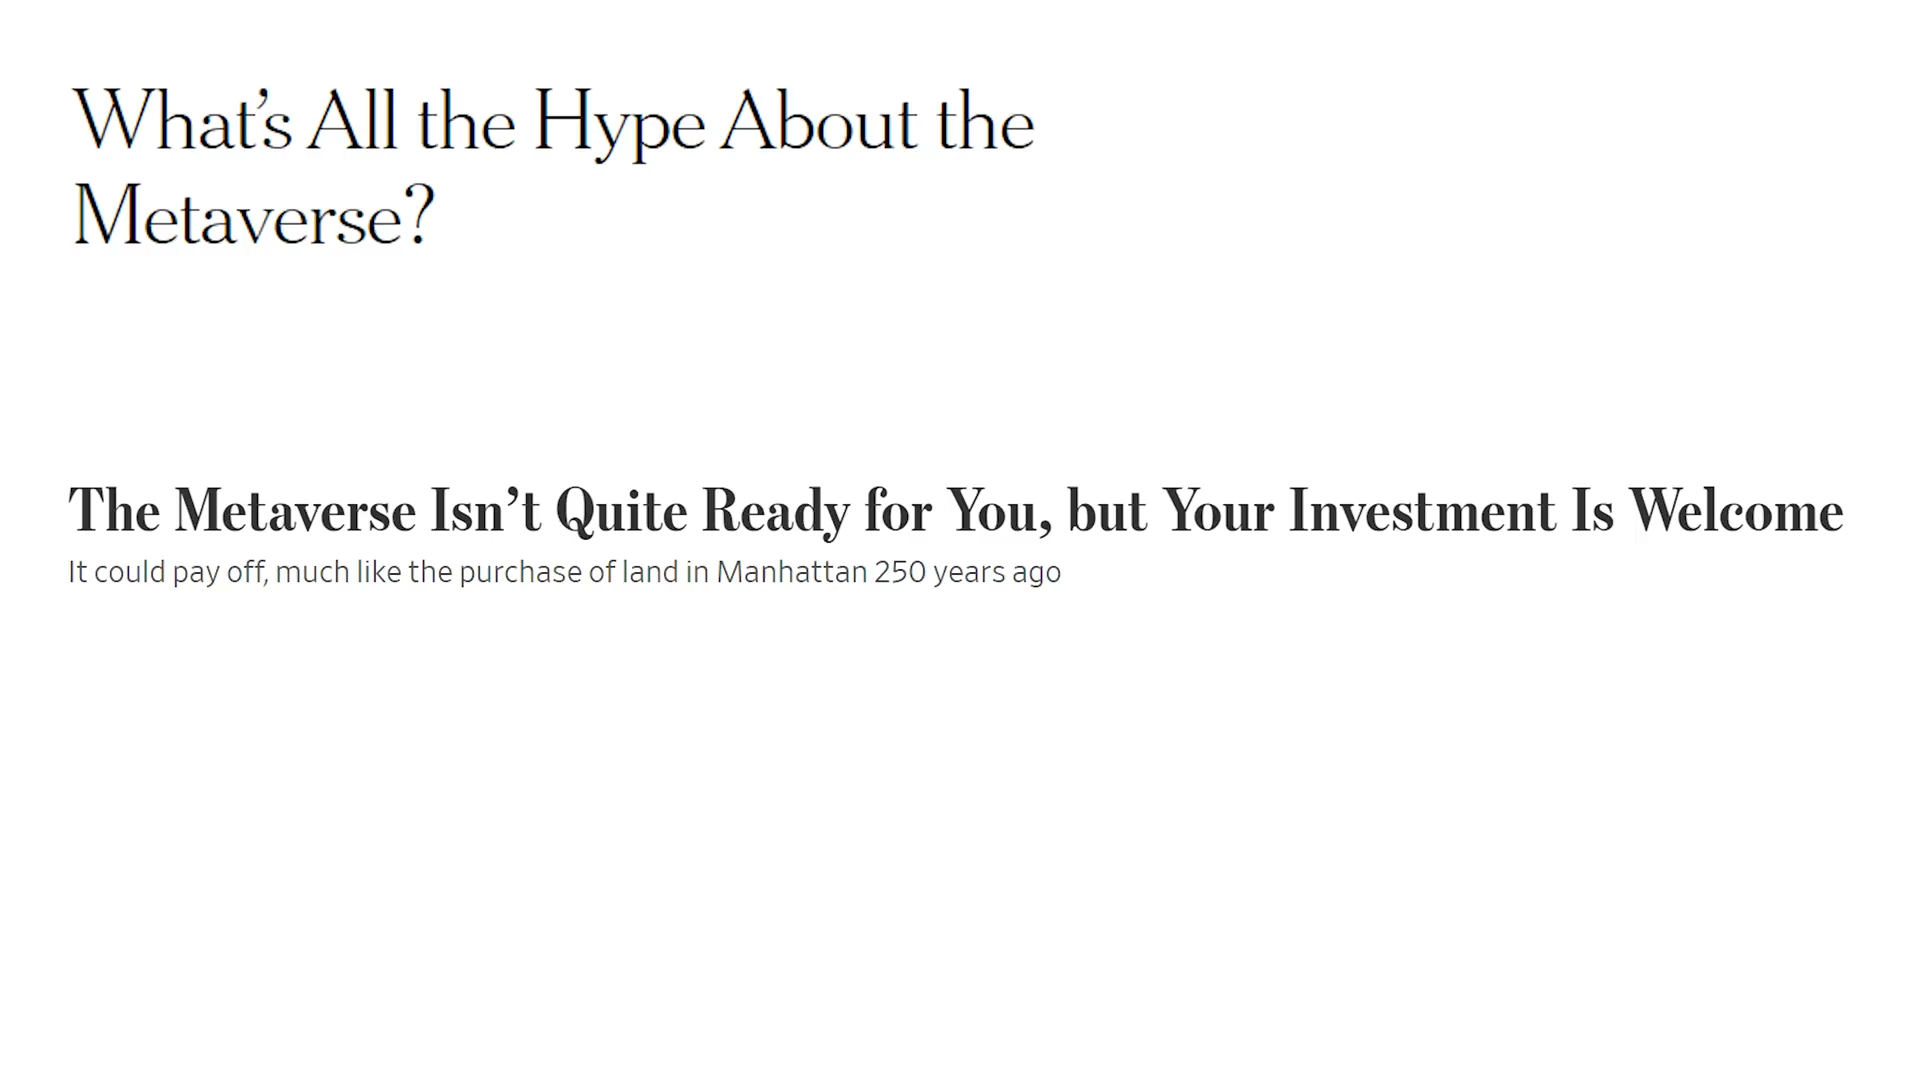 What’s All the Hype About the
Metaverse?
The Metaverse Isn’t Quite Ready for You, but Your Investment Is Welcome
It could pay off, much like the purchase of land in Manhattan 250 years ago